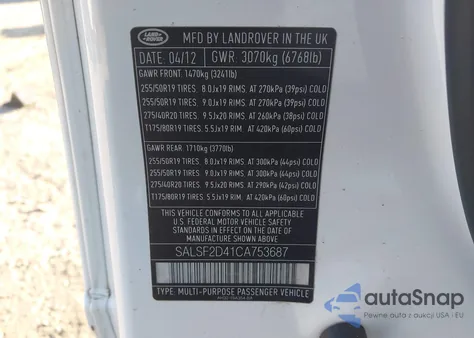 LAND
ROVER
MFD BY LANDROVER IN THE UK
DATE: 04/12 GWR 3070kg (6768lb)
GAWR FRONT: 1470kg (3241lb)
255/50R19 TIRES: 8.0Jx19 RIMS. AT 270kPa (39psi) COLD
255/50R19 TIRES: 9.0Jx19 RIMS. AT 270kPa (39psi) COLD
275/40R20 TIRES: 9.5Jx20 RIMS. AT 260kPa (38psi) COLD
T175/80R19 TIRES: 5.5Jx19 RIM. AT 420kPa (60psi) COLD
GAWR REAR: 1710kg (3770lb)
255/50R19 TIRES: 8.0Jx19 RIMS. AT 300kPa (44psi) COLD
255/50R19 TIRES: 9.0Jx19 RIMS. AT 300kPa (44psi) COLD
275/40R20 TIRES: 9.5Jx20 RIMS. AT 290kPa (42psi) COLD
T175/80R19 TIRES: 5.5Jx19 RIM. AT 420kPa (60psi) COLD
THIS VEHICLE CONFORMS TO ALL APPLICABLE
U.S. FEDERAL MOTOR VEHICLE SAFETY AND
THEFT PREVENTION STANDARDS IN EFFECT ON THE DATE OF
MANUFACTURE SHOWN ABOVE.
SALSF2D41CA753687
TYPE: MULTI-PURPOSE PASSENGER VEHICLE
autoSnap
Pewne auta z USA i EU